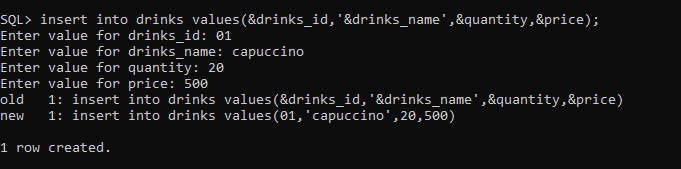 SQL> insert into drinks values(&drinks_id,'&drinks_name',&quantity,&price);
Enter value for drinks_id: 01
Enter value for drinks_name: capuccino
Enter value for quantity: 20
Enter value for price: 500
old   1: insert into drinks values(&drinks_id,'&drinks_name',&quantity,&price)
new   1: insert into drinks values(01,'capuccino',20,500)
1 row created.